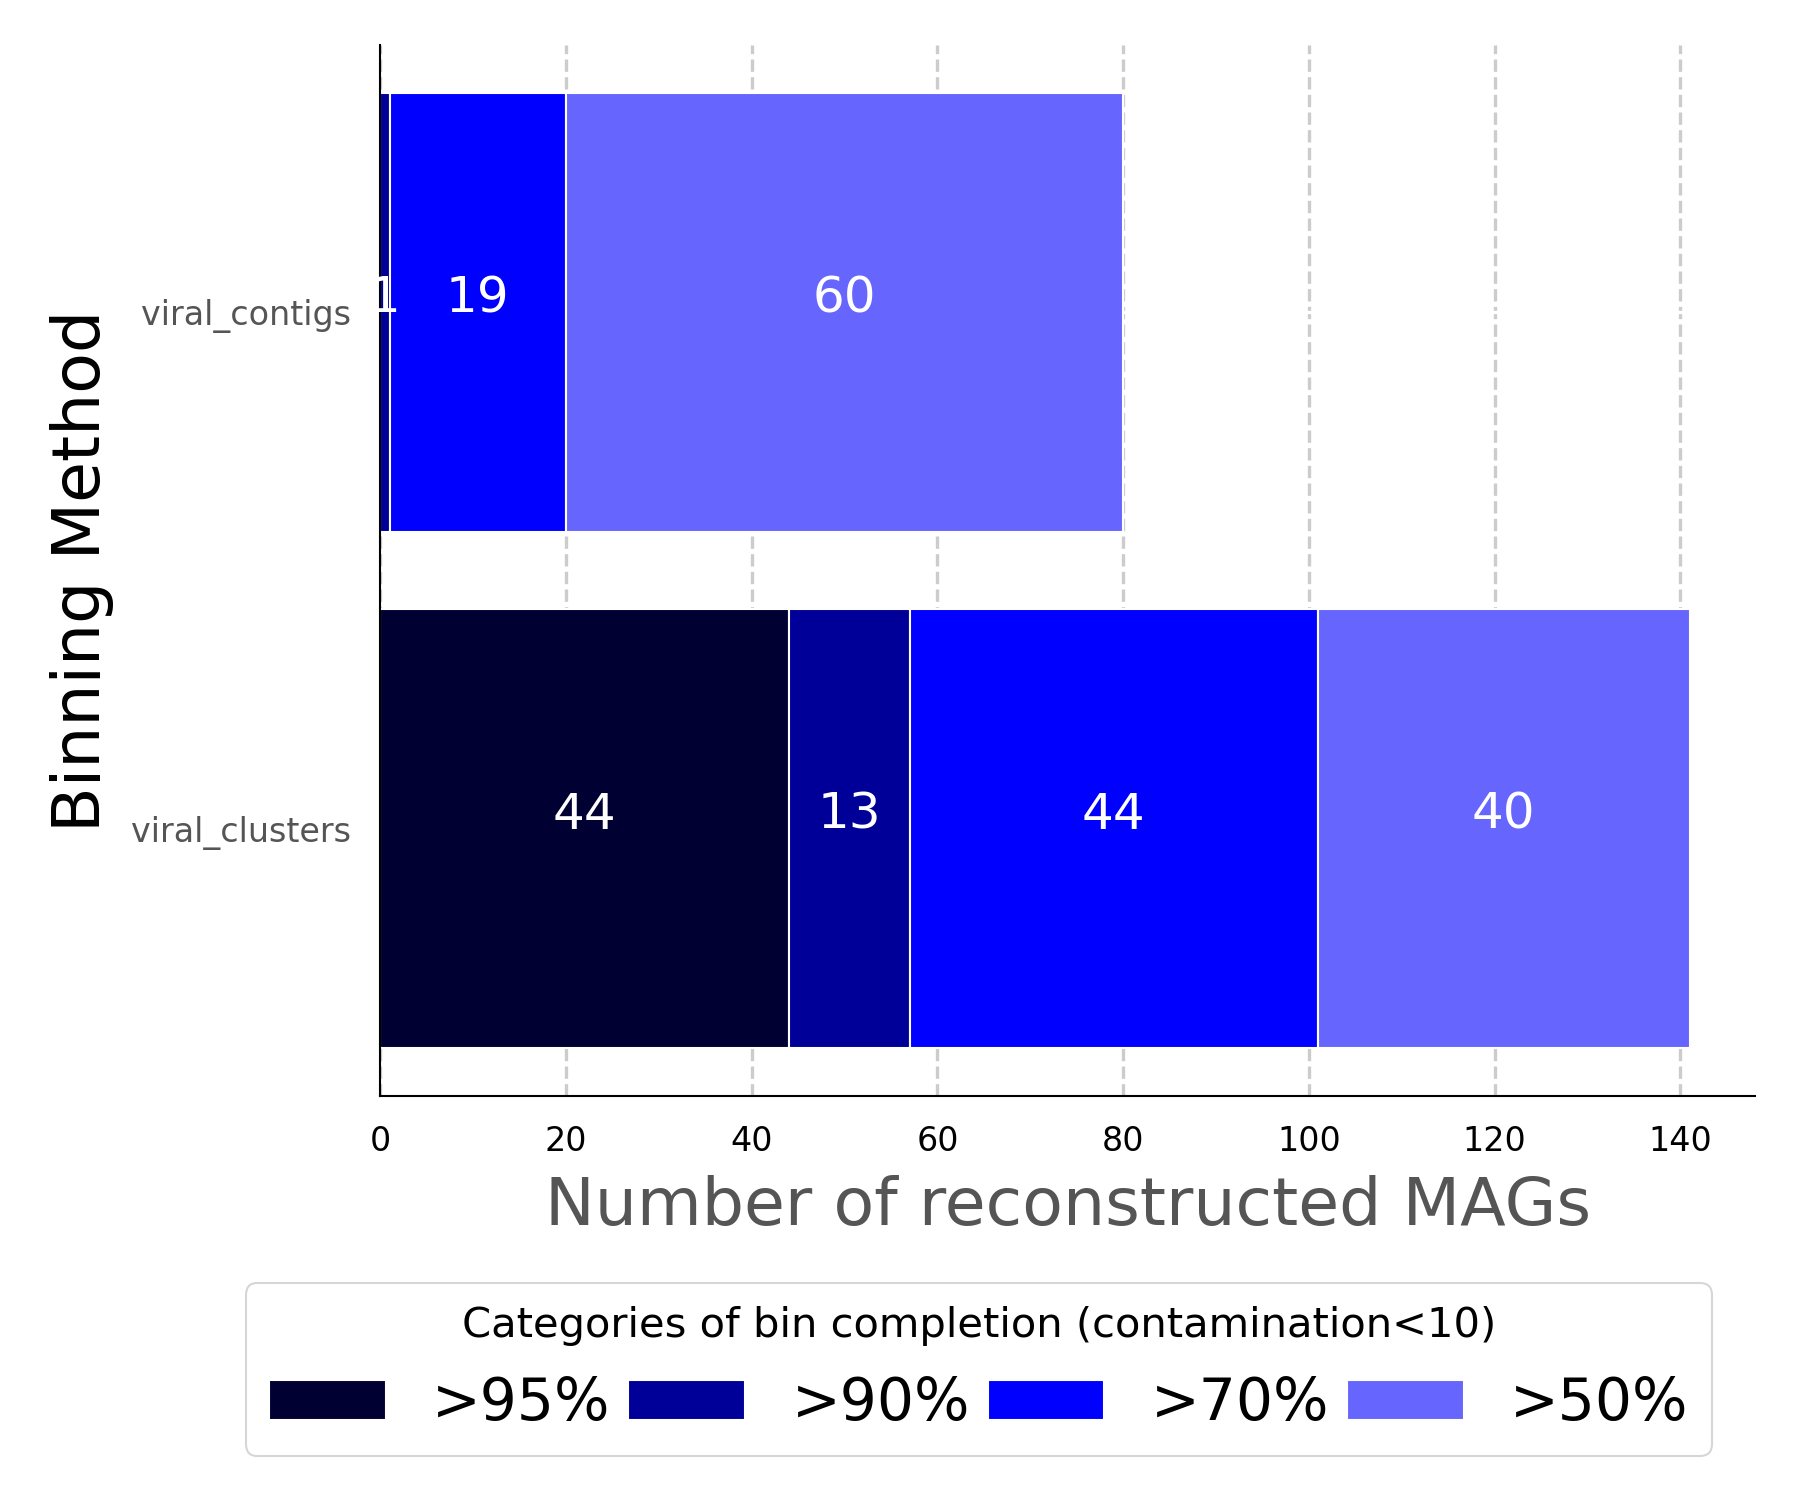 Binning Method
viral_contigs
1 19 60
viral_clusters
44 13 44 40
0 20 40 60 80 100 120 140
Number of reconstructed MAGs
Categories of bin completion (contamination<10)
>95% >90% >70% >50%